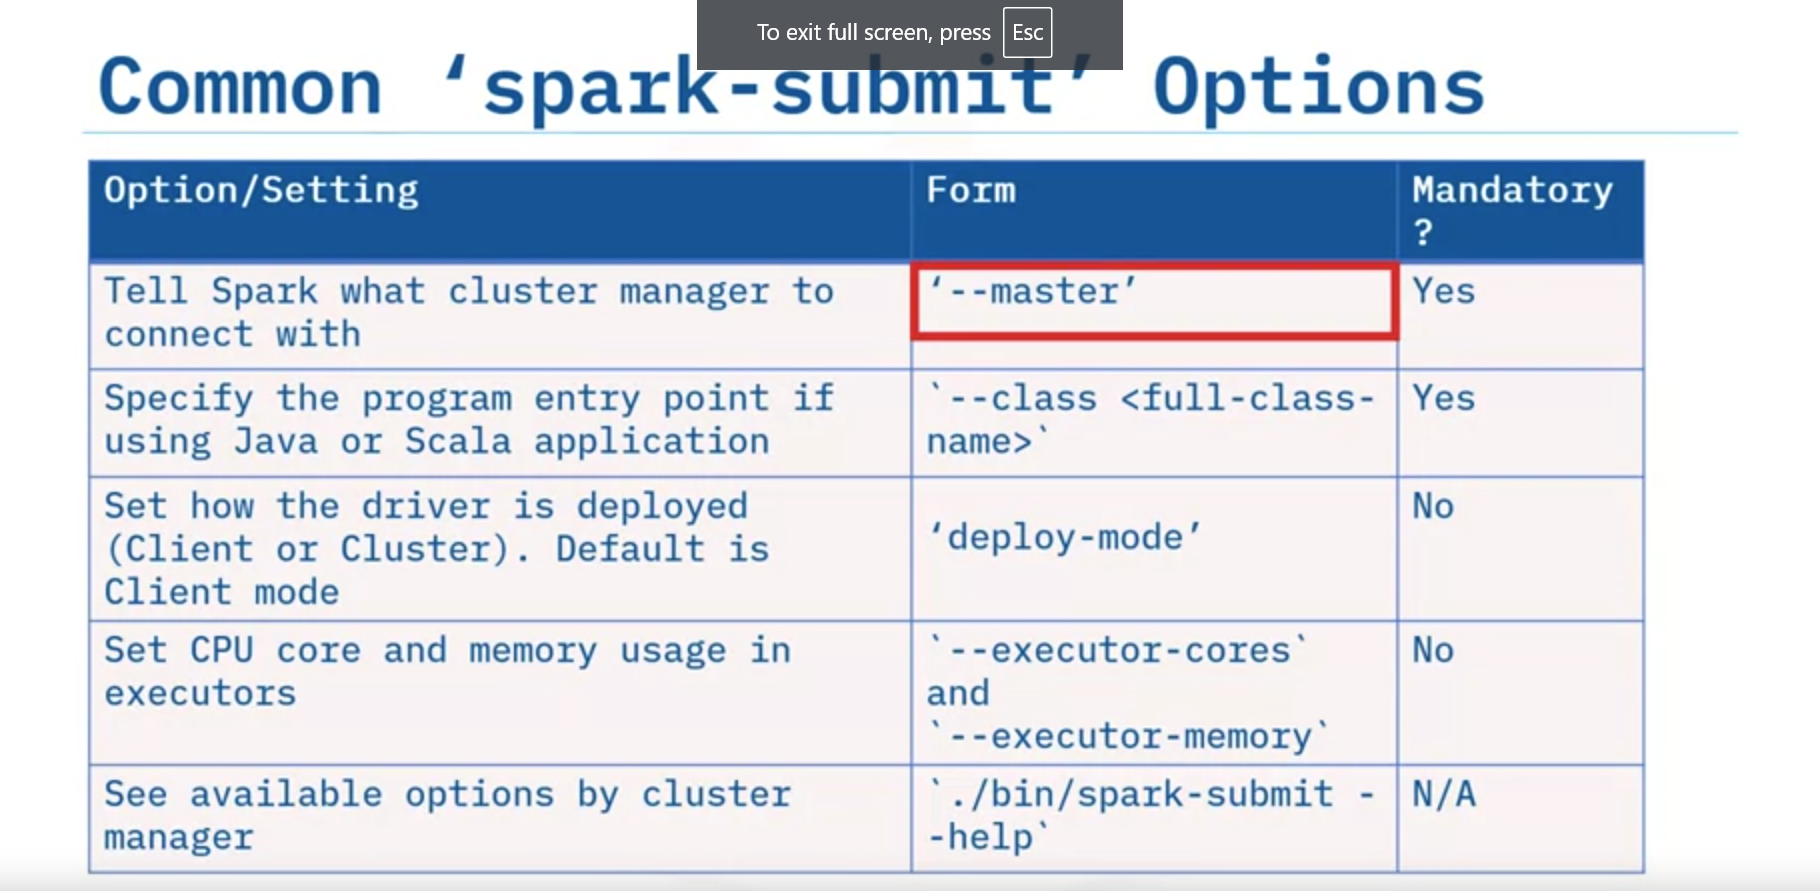 To exit full screen, press Esc
Common ‘spark-submit’ Options
Option/Setting
Form
Mandatory
?
Tell Spark what cluster manager to
connect with
‘--master’
Yes
Specify the program entry point if
using Java or Scala application
`--class <full-class-
name>`
Yes
Set how the driver is deployed
(Client or Cluster). Default is
Client mode
‘deploy-mode’
No
Set CPU core and memory usage in
executors
`--executor-cores`
and
`--executor-memory`
No
See available options by cluster
manager
`./bin/spark-submit -
-help`
N/A